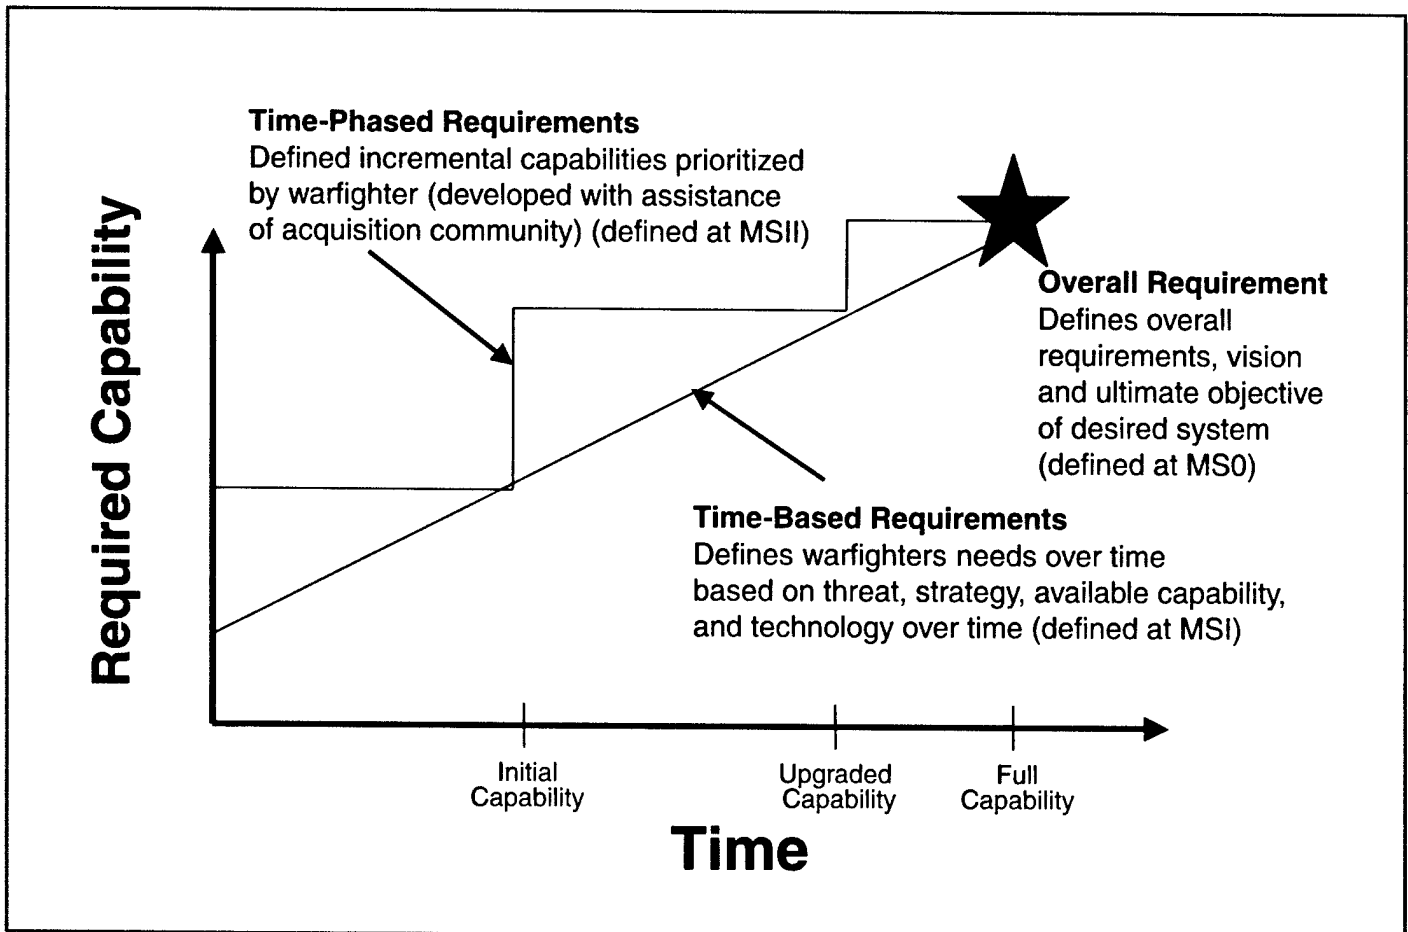 Time-Phased Requirements
Defined incremental capabilities prioritized
by warfighter (developed with assistance
of acquisition community) (defined at MSII)
Required Capability
Overall Requirement
Defines overall
requirements, vision
and ultimate objective
of desired system
(defined at MS0)
Time-Based Requirements
Defines warfighters needs over time
based on threat, strategy, available capability,
and technology over time (defined at MSI)
Initial
Capability
Upgraded
Capability
Full
Capability
Time